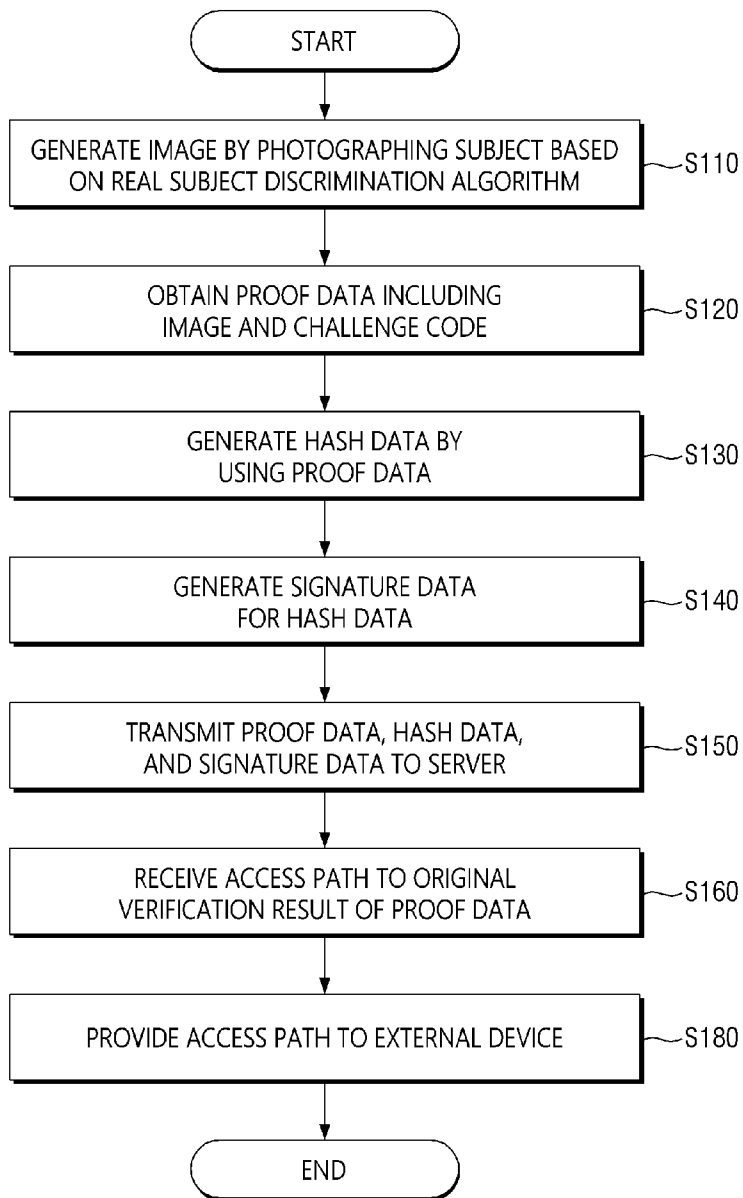 START
GENERATE IMAGE BY PHOTOGRAPHING SUBJECT BASED
ON REAL SUBJECT DISCRIMINATION ALGORITHM
S110
OBTAIN PROOF DATA INCLUDING
IMAGE AND CHALLENGE CODE
S120
GENERATE HASH DATA BY
USING PROOF DATA
S130
GENERATE SIGNATURE DATA
FOR HASH DATA
S140
TRANSMIT PROOF DATA, HASH DATA,
AND SIGNATURE DATA TO SERVER
S150
RECEIVE ACCESS PATH TO ORIGINAL
VERIFICATION RESULT OF PROOF DATA
S160
PROVIDE ACCESS PATH TO EXTERNAL DEVICE
S180
END